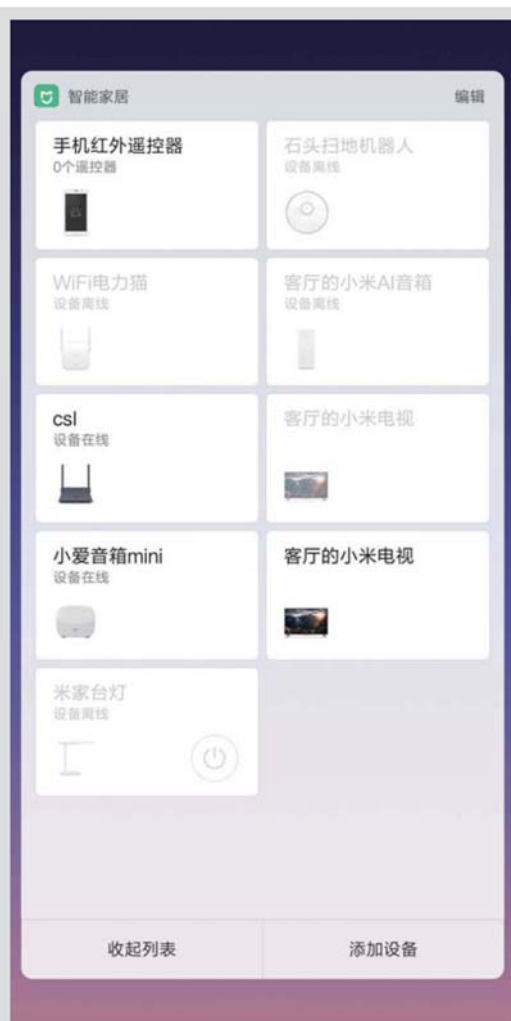 智能家居
编辑
手机红外遥控器
0个遥控器
石头扫地机器人
设备离线
WiFi电力猫
设备离线
客厅的小米AI音箱
设备离线
csl
设备在线
客厅的小米电视
小爱音箱mini
设备在线
客厅的小米电视
米家台灯
设备离线
收起列表
添加设备